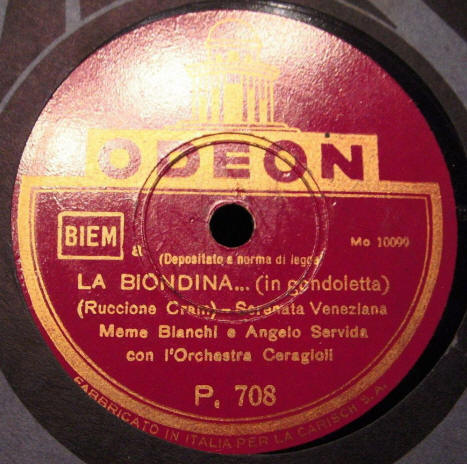 ODEON
BIEM
(Depositato a norma di legge)
Mo 10099
LA BIONDINA... (in gondoletta)
(Ruccione Cram) - Serenata Veneziana
Meme Bianchi e Angelo Servida
con l'Orchestra Ceragioli
P. 708
FABBRICATO IN ITALIA PER LA CARISCH S. A.